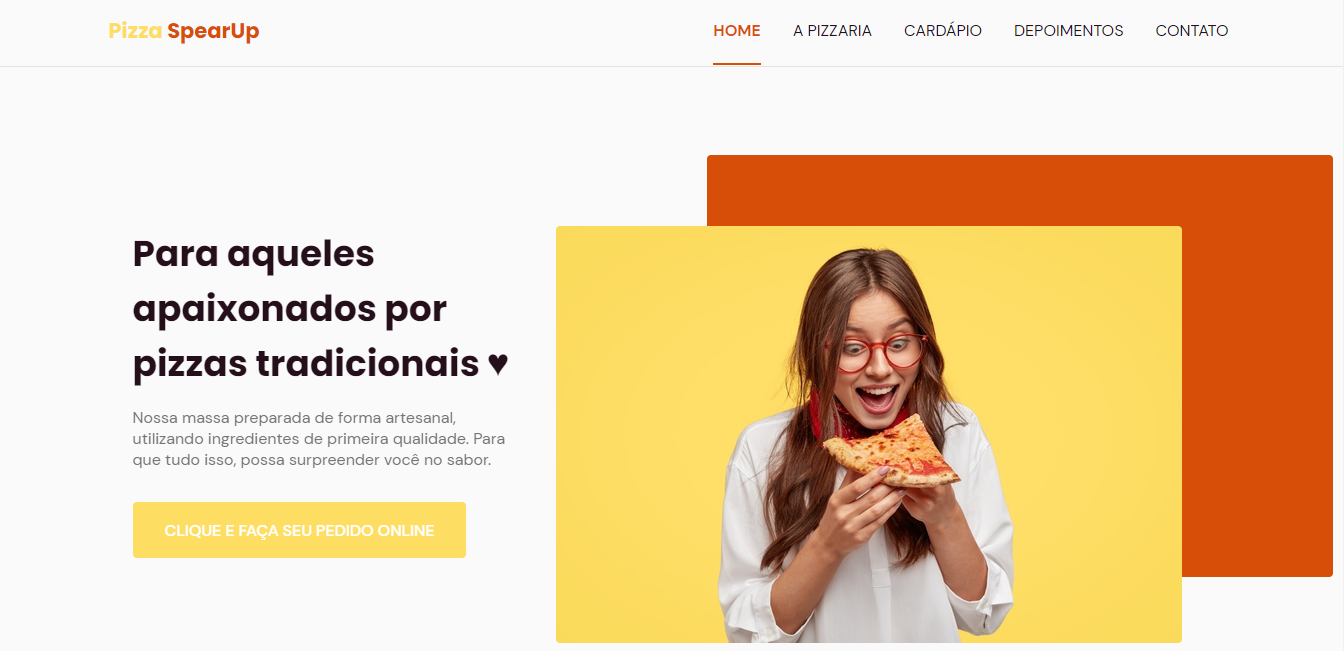 Pizza SpearUp
HOME A PIZZARIA CARDÁPIO DEPOIMENTOS CONTATO
Para aqueles
apaixonados por
pizzas tradicionais ♥
Nossa massa preparada de forma artesanal,
utilizando ingredientes de primeira qualidade. Para
que tudo isso, possa surpreender você no sabor.
CLIQUE E FAÇA SEU PEDIDO ONLINE